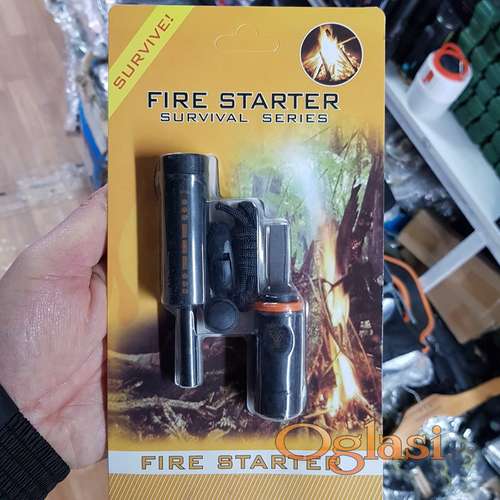 SURVIVE!
FIRE STARTER
SURVIVAL SERIES
Oglasi
FIRE STARTER